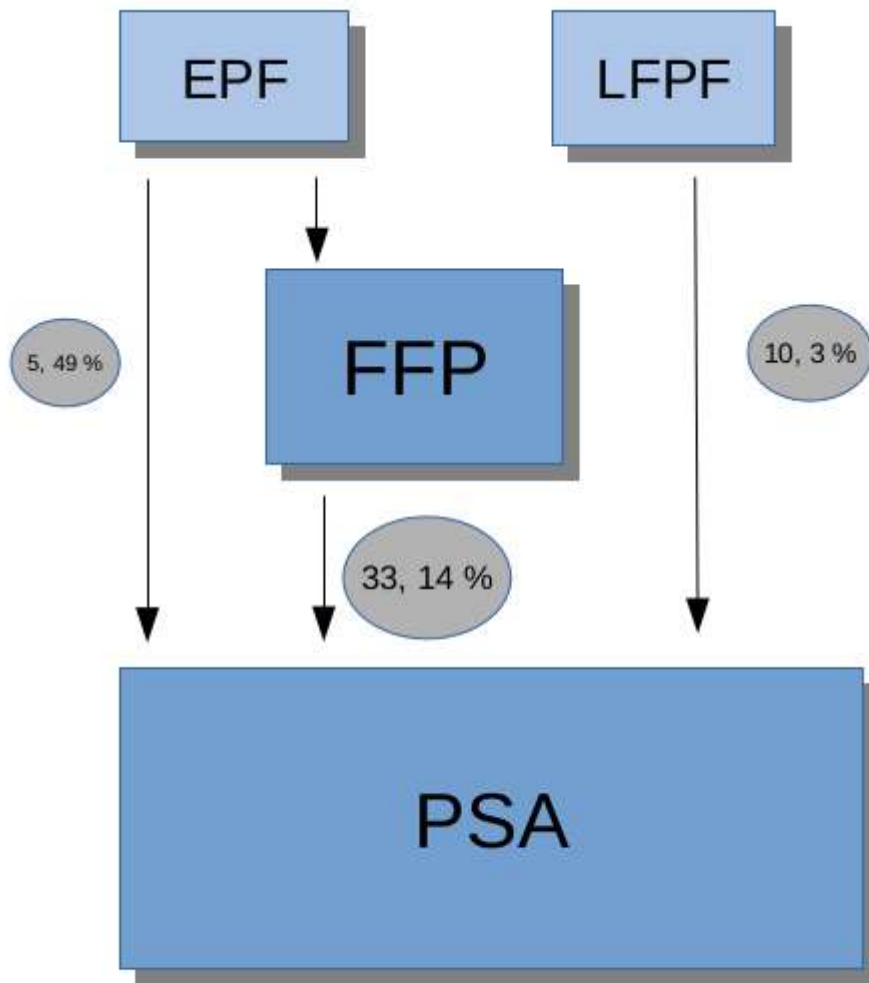 EPF
LFPF
FFP
5, 49 %
10, 3 %
33, 14 %
PSA